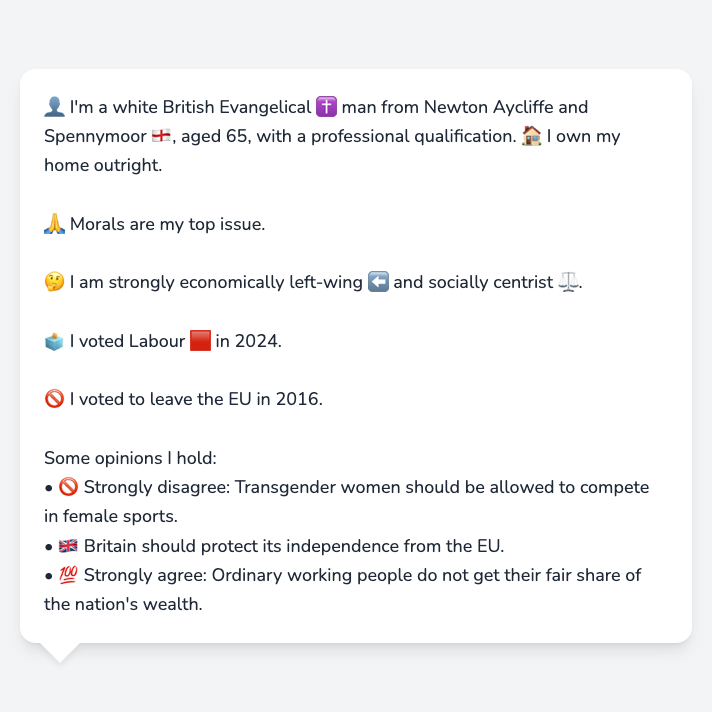 👤 I'm a white British Evangelical ✝️ man from Newton Aycliffe and
Spennymoor 🏴󠁧󠁢󠁥󠁮󠁧󠁿, aged 65, with a professional qualification. 🏠 I own my
home outright.
🙏 Morals are my top issue.
🤔 I am strongly economically left-wing ⬅️ and socially centrist ⚖️.
🗳️ I voted Labour 🟥 in 2024.
🚫 I voted to leave the EU in 2016.
Some opinions I hold:
• 🚫 Strongly disagree: Transgender women should be allowed to compete
in female sports.
• 🇬🇧 Britain should protect its independence from the EU.
• 💯 Strongly agree: Ordinary working people do not get their fair share of
the nation's wealth.